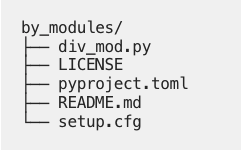 by_modules/
├── div_mod.py
├── LICENSE
├── pyproject.toml
├── README.md
└── setup.cfg